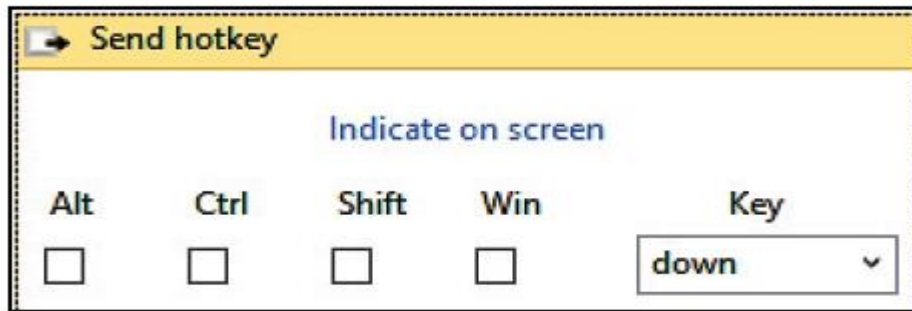 Send hotkey
Indicate on screen
Alt Ctrl Shift Win Key
down